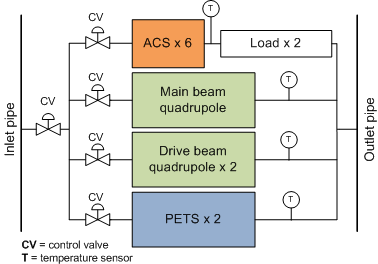 CV
T
ACS x 6
Load x 2
CV
T
Main beam
quadrupole
CV
Inlet pipe
Outlet pipe
CV
T
Drive beam
quadrupole x 2
CV
T
PETS x 2
CV = control valve
T = temperature sensor